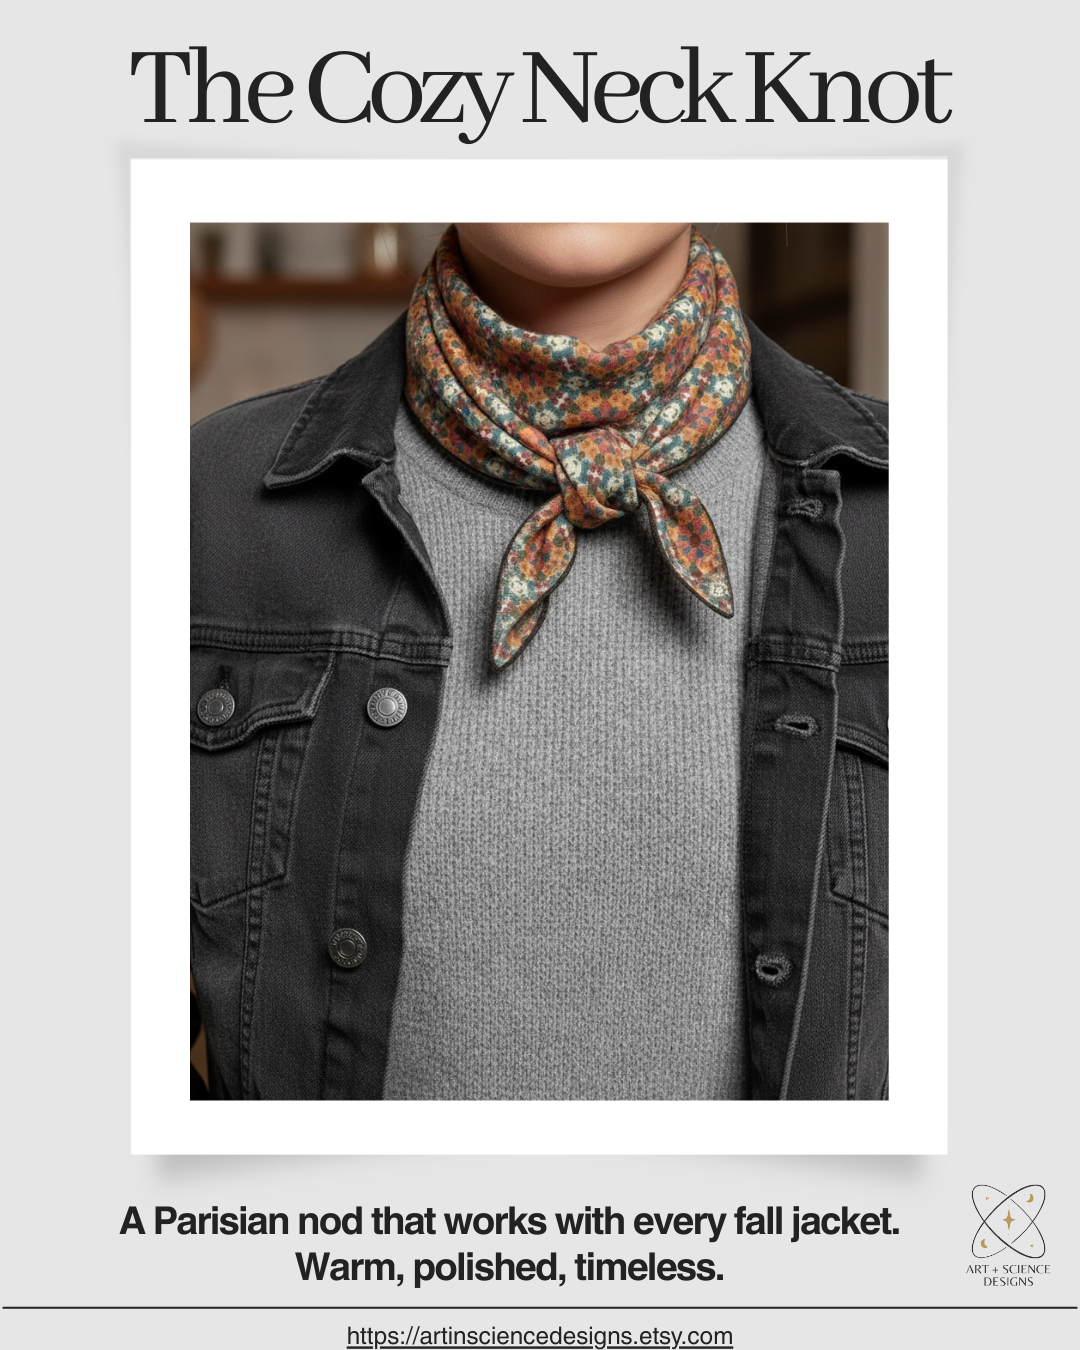 The Cozy Neck Knot
A Parisian nod that works with every fall jacket.
Warm, polished, timeless.
ART + SCIENCE
DESIGNS
https://artinsciencedesigns.etsy.com